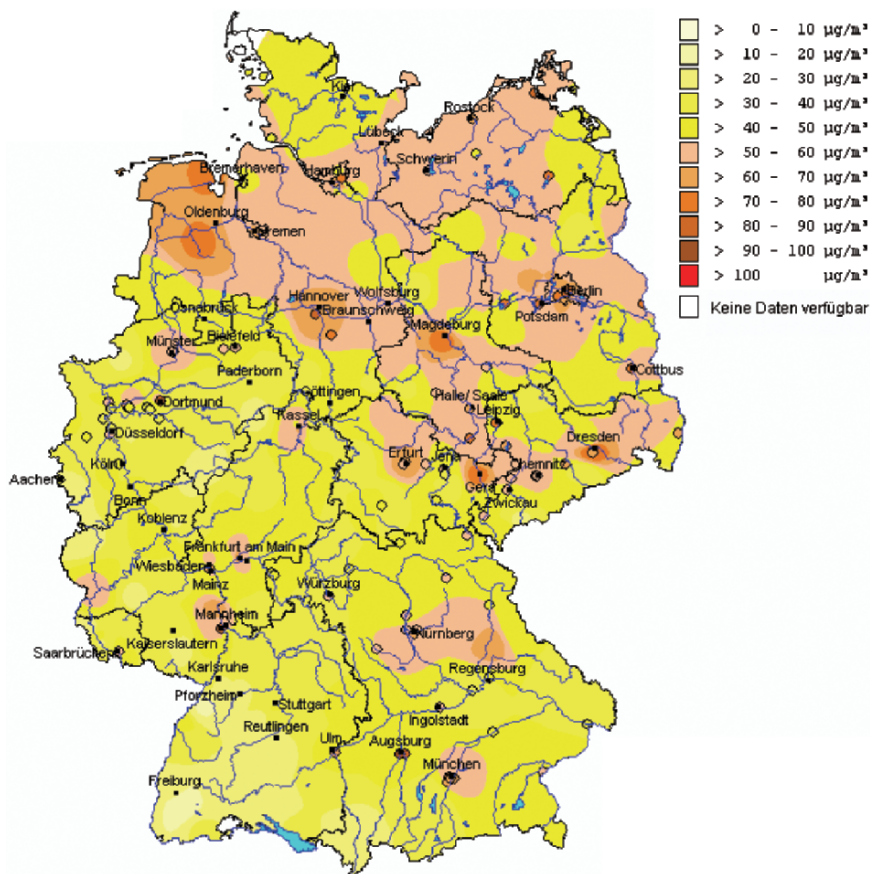 > 0 - 10 µg/m³
> 10 - 20 µg/m³
> 20 - 30 µg/m³
> 30 - 40 µg/m³
> 40 - 50 µg/m³
> 50 - 60 µg/m³
> 60 - 70 µg/m³
> 70 - 80 µg/m³
> 80 - 90 µg/m³
> 90 - 100 µg/m³
> 100 µg/m³
Keine Daten verfügbar
Kiel
Rostock
Lübeck
Schwerin
Bremerhaven
Hamburg
Oldenburg
Bremen
Wolfsburg
Berlin
Hannover
Osnabrück
Braunschweig
Potsdam
Magdeburg
Bielefeld
Münster
Paderborn
Cottbus
Göttingen
Halle/ Saale
Dortmund
Leipzig
Kassel
Düsseldorf
Dresden
Erfurt
Jena
Chemnitz
Köln
Aachen
Gera
Bonn
Zwickau
Koblenz
Frankfurt am Main
Wiesbaden
Mainz
Würzburg
Mannheim
Nürnberg
Kaiserslautern
Saarbrücken
Regensburg
Karlsruhe
Pforzheim
Stuttgart
Ingolstadt
Reutlingen
Ulm
Augsburg
München
Freiburg